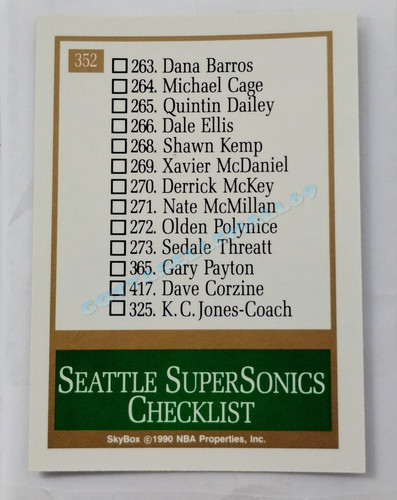 352
263. Dana Barros
264. Michael Cage
265. Quintin Dailey
266. Dale Ellis
268. Shawn Kemp
269. Xavier McDaniel
270. Derrick McKey
271. Nate McMillan
272. Olden Polynice
273. Sedale Threatt
365. Gary Payton
417. Dave Corzine
325. K.C. Jones-Coach
SEATTLE SUPERSONICS
CHECKLIST
SkyBox ©1990 NBA Properties, Inc.